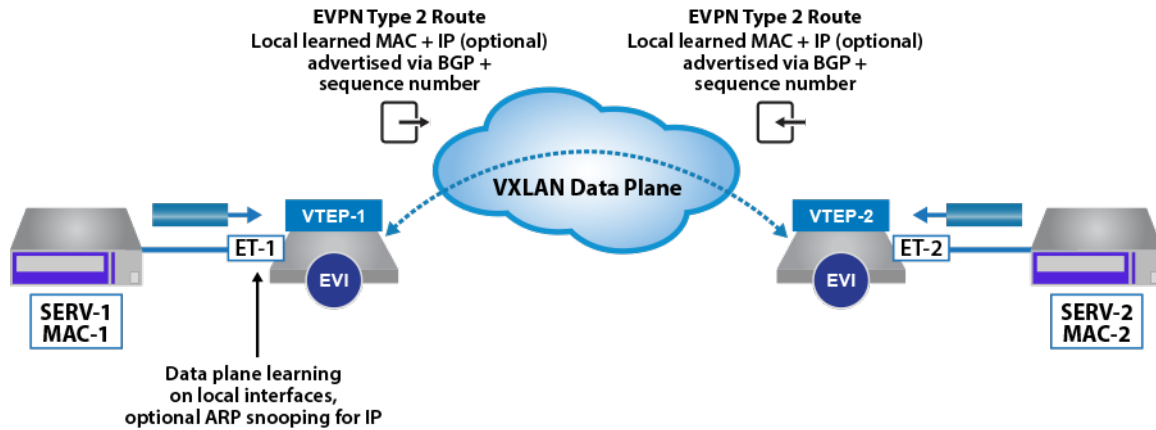 EVPN Type 2 Route
Local learned MAC + IP (optional)
advertised via BGP +
sequence number
EVPN Type 2 Route
Local learned MAC + IP (optional)
advertised via BGP +
sequence number
VXLAN Data Plane
VTEP-1
ET-1
EVI
SERV-1
MAC-1
VTEP-2
ET-2
EVI
SERV-2
MAC-2
Data plane learning
on local interfaces,
optional ARP snooping for IP